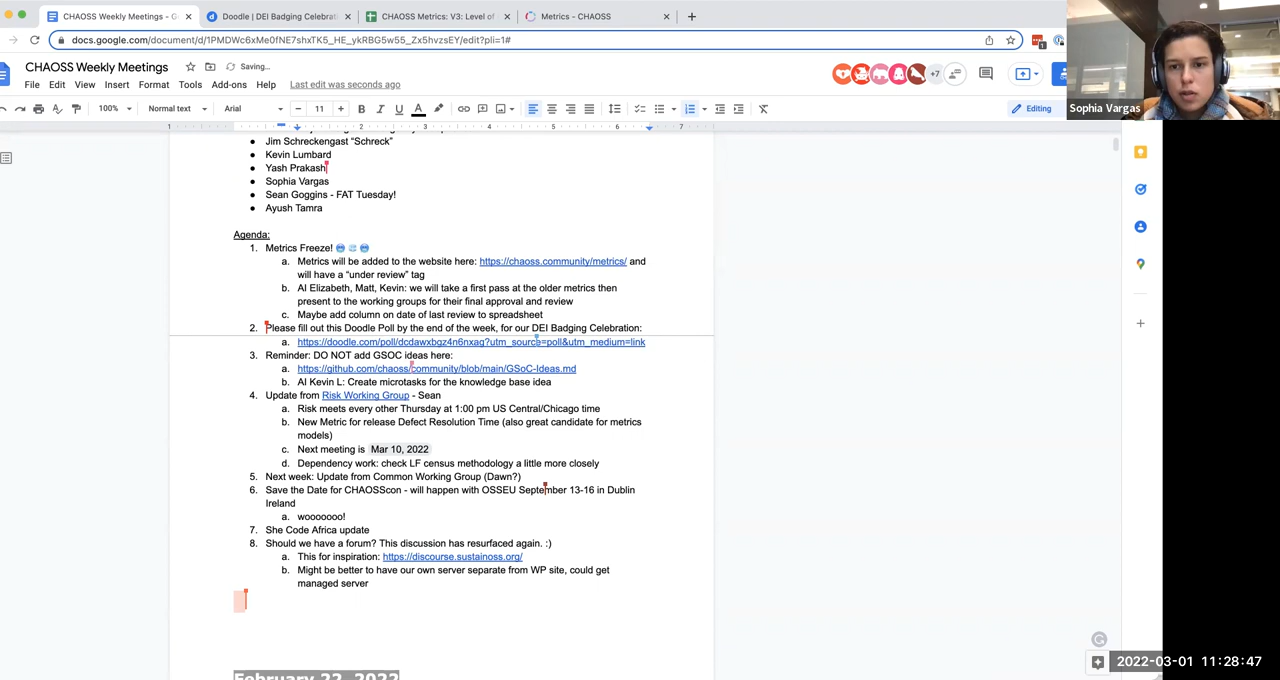 CHAOSS Weekly Meetings - G
Doodle | DEI Badging Celebrati
CHAOSS Metrics: V3: Level of
Metrics - CHAOSS
docs.google.com/document/d/1PMDWc6xMe0fNE7shxTK5_HE_ykRBG5w55_Zx5hvzsEY/edit?pli=1#
CHAOSS Weekly Meetings
Saving...
File Edit View Insert Format Tools Add-ons Help Last edit was seconds ago
+7
100% Normal text Arial 11 Editing
1 1 2 3 4 5 6 7
Sophia Vargas
● Jim Schreckengast "Schreck"
● Kevin Lumbard
● Yash Prakash
● Sophia Vargas
● Sean Goggins - FAT Tuesday!
● Ayush Tamra
Agenda:
1. Metrics Freeze! 🥶 🥶 🥶
a. Metrics will be added to the website here: https://chaoss.community/metrics/ and
will have a "under review" tag
b. AI Elizabeth, Matt, Kevin: we will take a first pass at the older metrics then
present to the working groups for their final approval and review
c. Maybe add column on date of last review to spreadsheet
2. Please fill out this Doodle Poll by the end of the week, for our DEI Badging Celebration:
a. https://doodle.com/poll/dcdawxbgz4n6nxag?utm_source=poll&utm_medium=link
3. Reminder: DO NOT add GSOC ideas here:
a. https://github.com/chaoss/community/blob/main/GSoC-Ideas.md
b. AI Kevin L: Create microtasks for the knowledge base idea
4. Update from Risk Working Group - Sean
a. Risk meets every other Thursday at 1:00 pm US Central/Chicago time
b. New Metric for release Defect Resolution Time (also great candidate for metrics
models)
c. Next meeting is Mar 10, 2022
d. Dependency work: check LF census methodology a little more closely
5. Next week: Update from Common Working Group (Dawn?)
6. Save the Date for CHAOSScon - will happen with OSSEU September 13-16 in Dublin
Ireland
a. wooooooo!
7. She Code Africa update
8. Should we have a forum? This discussion has resurfaced again. :)
a. This for inspiration: https://discourse.sustainoss.org/
b. Might be better to have our own server separate from WP site, could get
managed server
February 22, 2022
2022-03-01 11:28:47